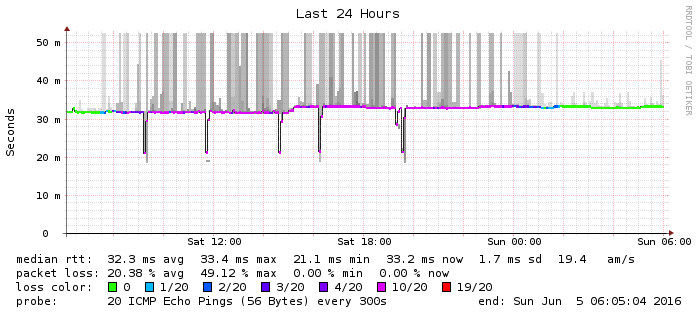 Last 24 Hours
RRDTOOL / TOBI OETIKER
Seconds
50 m
40 m
30 m
20 m
10 m
0
Sat 12:00 Sat 18:00 Sun 00:00 Sun 06:00
median rtt: 32.3 ms avg 33.4 ms max 21.1 ms min 33.2 ms now 1.7 ms sd 19.4 am/s
packet loss: 20.38 % avg 49.12 % max 0.00 % min 0.00 % now
loss color: 0 1/20 2/20 3/20 4/20 10/20 19/20
probe: 20 ICMP Echo Pings (56 Bytes) every 300s end: Sun Jun 5 06:05:04 2016